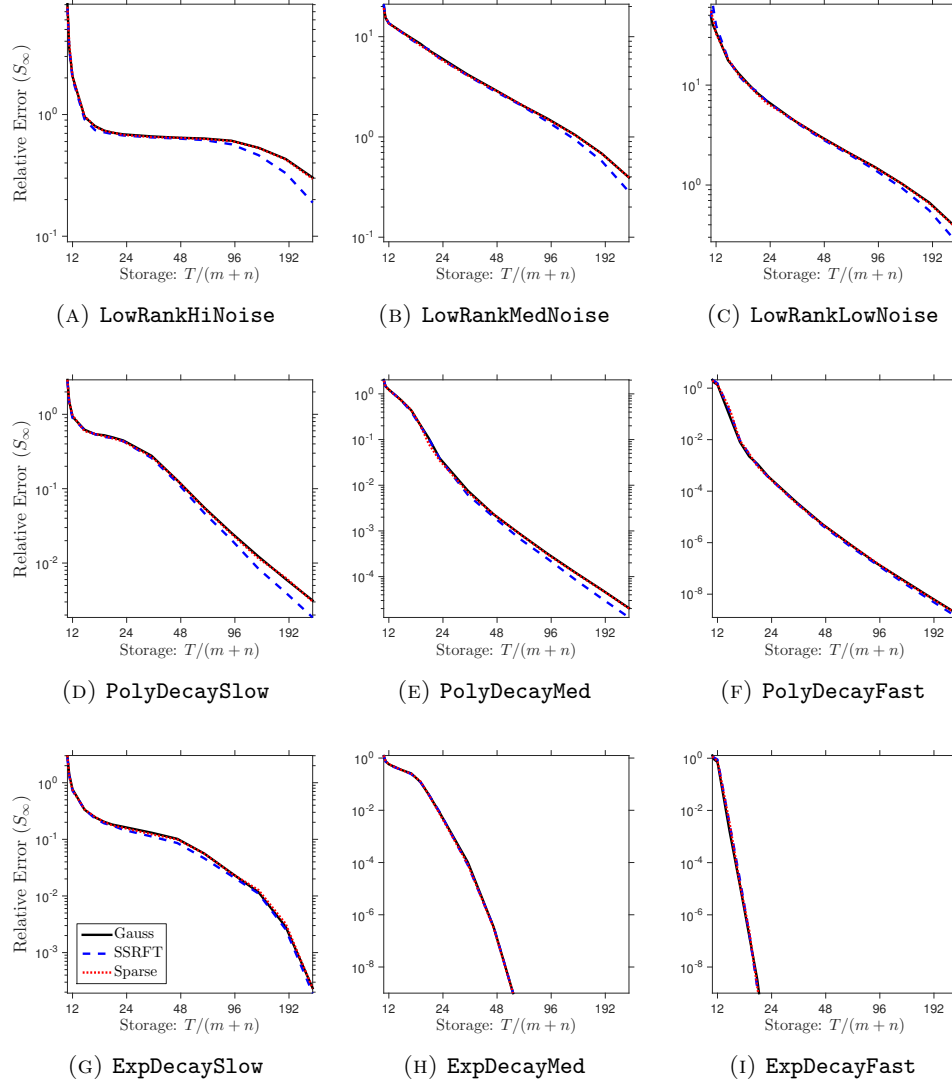 Relative Error (S∞)
10^0
10^-1
12 24 48 96 192
Storage: T/(m + n)
(A) LowRankHiNoise
10^1
10^0
10^-1
12 24 48 96 192
Storage: T/(m + n)
(B) LowRankMedNoise
10^1
10^0
12 24 48 96 192
Storage: T/(m + n)
(C) LowRankLowNoise
Relative Error (S∞)
10^0
10^-1
10^-2
12 24 48 96 192
Storage: T/(m + n)
(D) PolyDecaySlow
10^0
10^-1
10^-2
10^-3
10^-4
12 24 48 96 192
Storage: T/(m + n)
(E) PolyDecayMed
10^0
10^-2
10^-4
10^-6
10^-8
12 24 48 96 192
Storage: T/(m + n)
(F) PolyDecayFast
Relative Error (S∞)
10^0
10^-1
10^-2
10^-3
Gauss
SSRFT
Sparse
12 24 48 96 192
Storage: T/(m + n)
(G) ExpDecaySlow
10^0
10^-2
10^-4
10^-6
10^-8
12 24 48 96 192
Storage: T/(m + n)
(H) ExpDecayMed
10^0
10^-2
10^-4
10^-6
10^-8
12 24 48 96 192
Storage: T/(m + n)
(I) ExpDecayFast